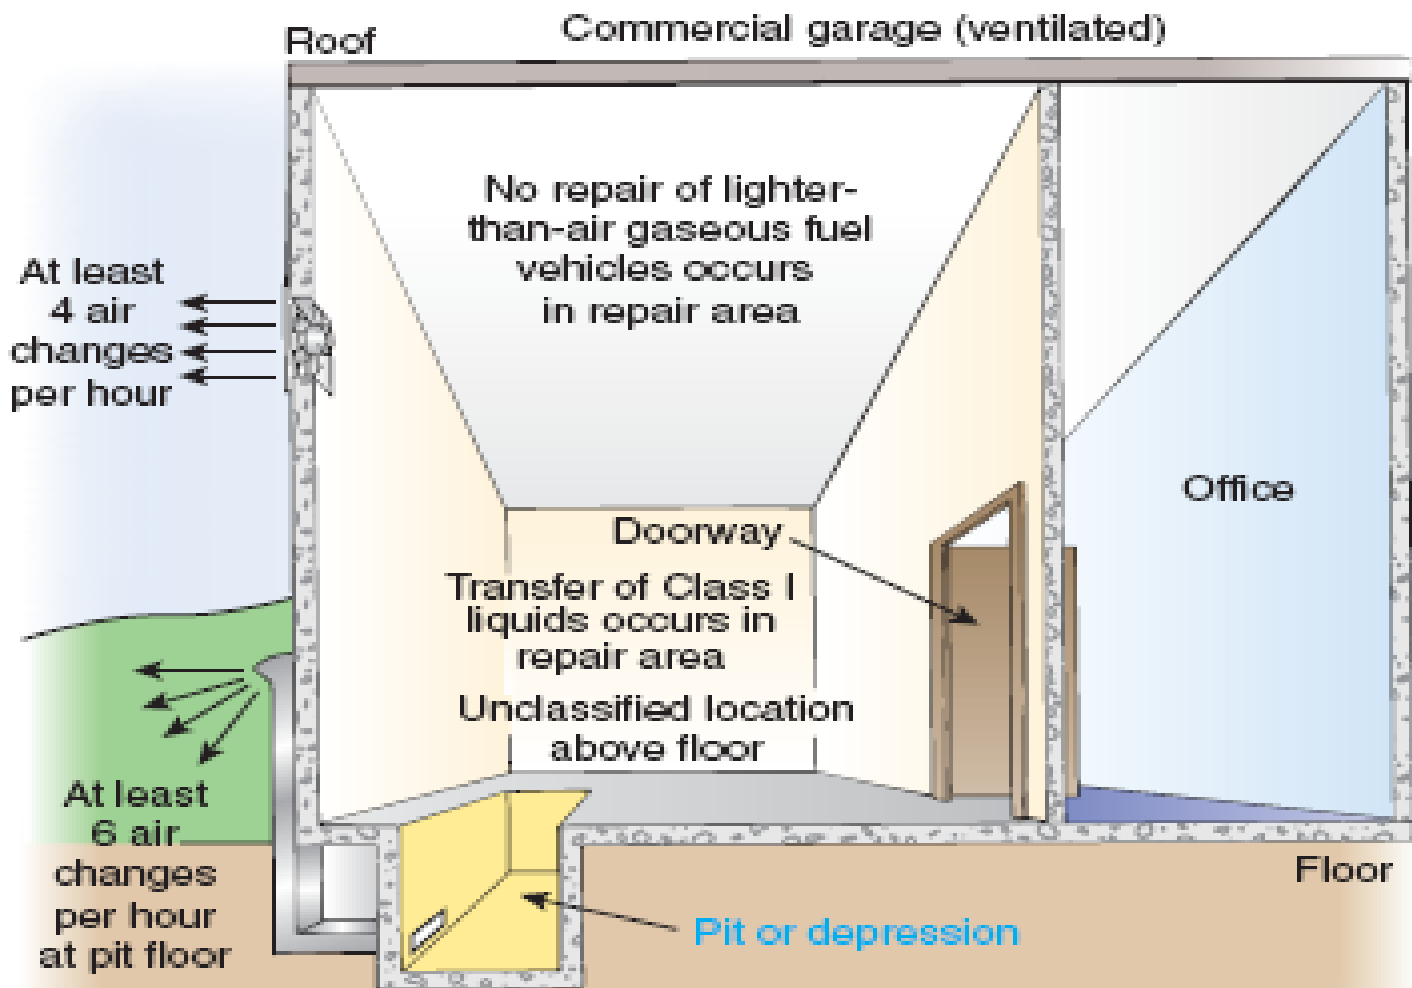 Roof
Commercial garage (ventilated)
No repair of lighter-
than-air gaseous fuel
vehicles occurs
in repair area
At least
4 air
changes
per hour
Office
Doorway
Transfer of Class I
liquids occurs in
repair area
Unclassified location
above floor
At least
6 air
changes
per hour
at pit floor
Floor
Pit or depression